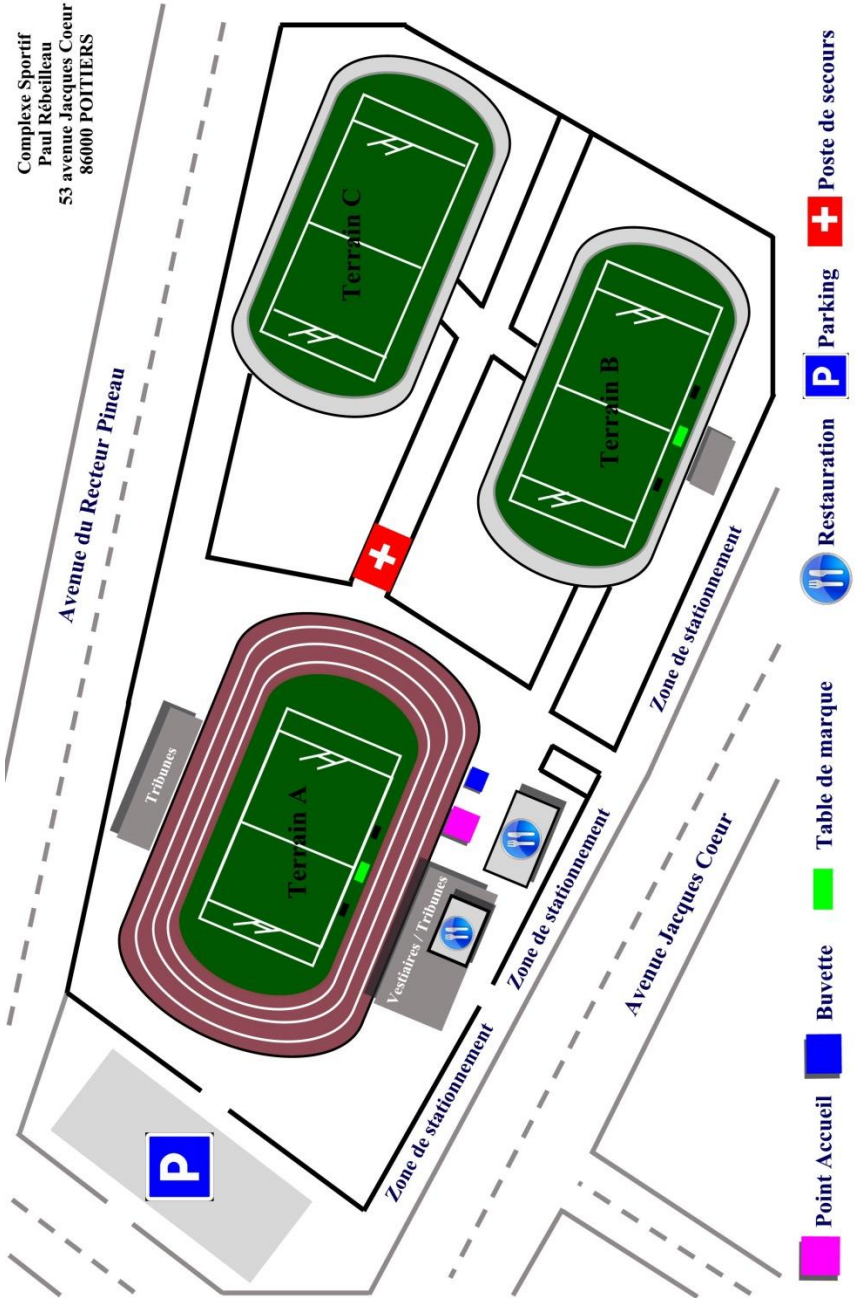 Complexe Sportif
Paul Rébeilleau
53 avenue Jacques Coeur
86000 POITIERS
Avenue du Recteur Pineau
Tribunes
Terrain A
Terrain B
Terrain C
Vestiaires / Tribunes
P
Zone de stationnement
Zone de stationnement
Zone de stationnement
Avenue Jacques Coeur
Point Accueil
Buvette
Table de marque
Restauration
P Parking
Poste de secours